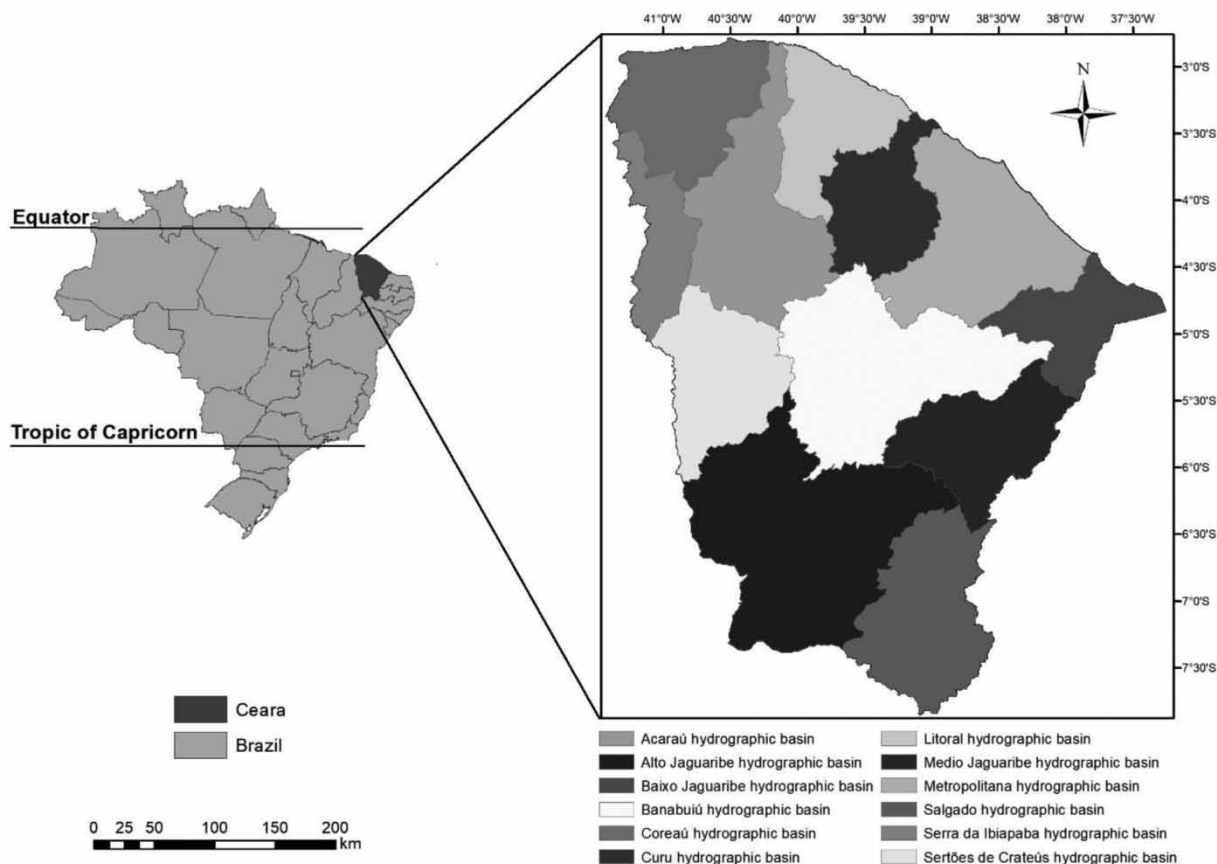 41°0'W 40°30'W 40°0'W 39°30'W 39°0'W 38°30'W 38°0'W 37°30'W
N
3°0'S
3°30'S
4°0'S
4°30'S
5°0'S
5°30'S
6°0'S
6°30'S
7°0'S
7°30'S
Equator
Tropic of Capricorn
Ceara
Brazil
0 25 50 100 150 200
km
Acaraú hydrographic basin
Alto Jaguaribe hydrographic basin
Baixo Jaguaribe hydrographic basin
Banabuiú hydrographic basin
Coreaú hydrographic basin
Curu hydrographic basin
Litoral hydrographic basin
Medio Jaguaribe hydrographic basin
Metropolitana hydrographic basin
Salgado hydrographic basin
Serra da Ibiapaba hydrographic basin
Sertões de Crateús hydrographic basin